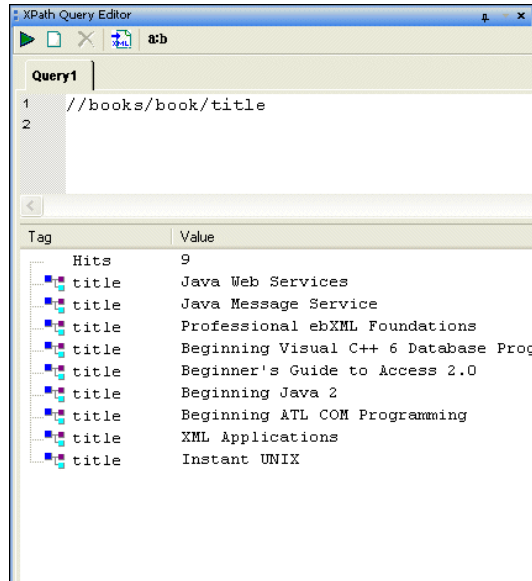 XPath Query Editor
XML a:b
Query1
1 //books/book/title
2
Tag Value
Hits 9
title Java Web Services
title Java Message Service
title Professional ebXML Foundations
title Beginning Visual C++ 6 Database Prog
title Beginner's Guide to Access 2.0
title Beginning Java 2
title Beginning ATL COM Programming
title XML Applications
title Instant UNIX